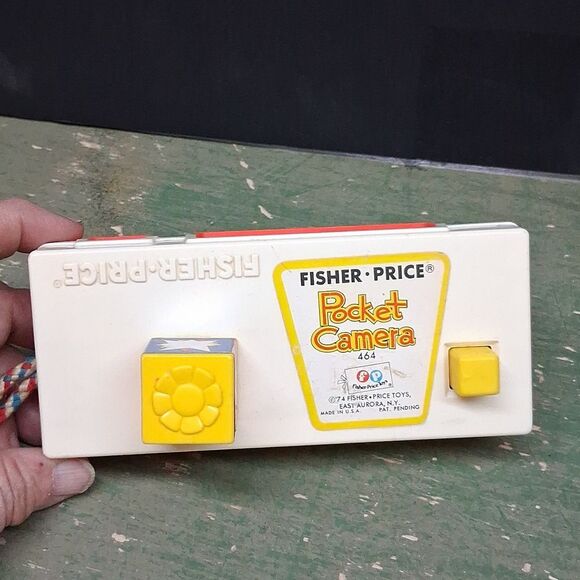 FISHER·PRICE®
FISHER·PRICE®
Pocket
Camera
464
fp
Fisher-Price Toys
©'74 FISHER·PRICE TOYS,
EAST AURORA, N.Y.
MADE IN U.S.A. PAT. PENDING